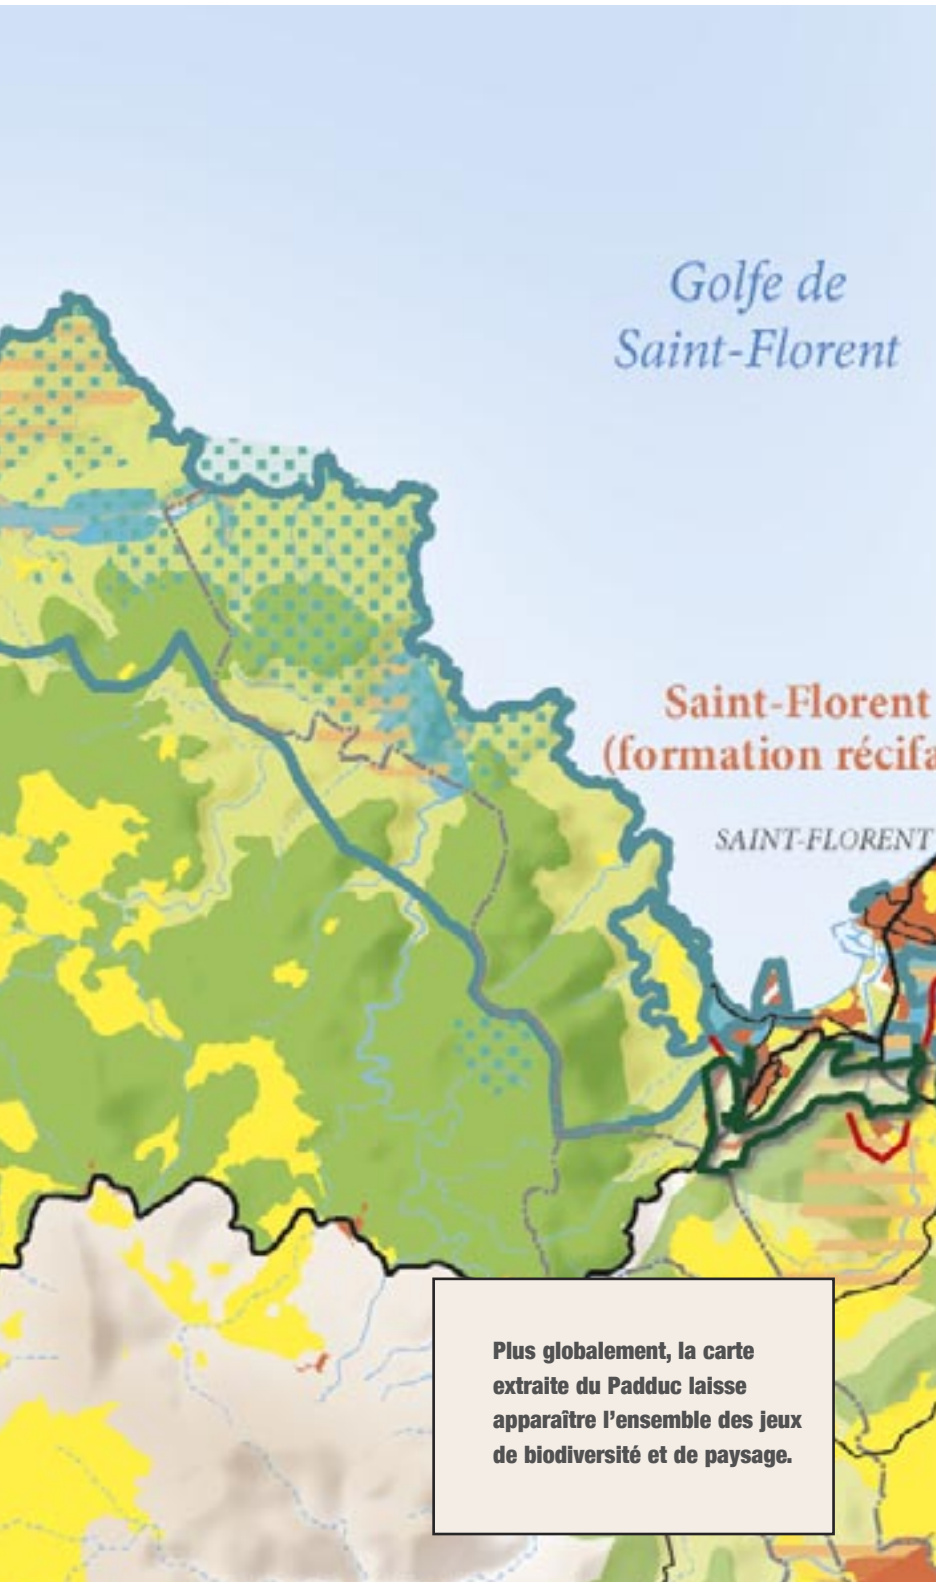 Golfe de
Saint-Florent
Saint-Florent
(formation récifa
SAINT-FLORENT
Plus globalement, la carte
extraite du Padduc laisse
apparaître l'ensemble des jeux
de biodiversité et de paysage.